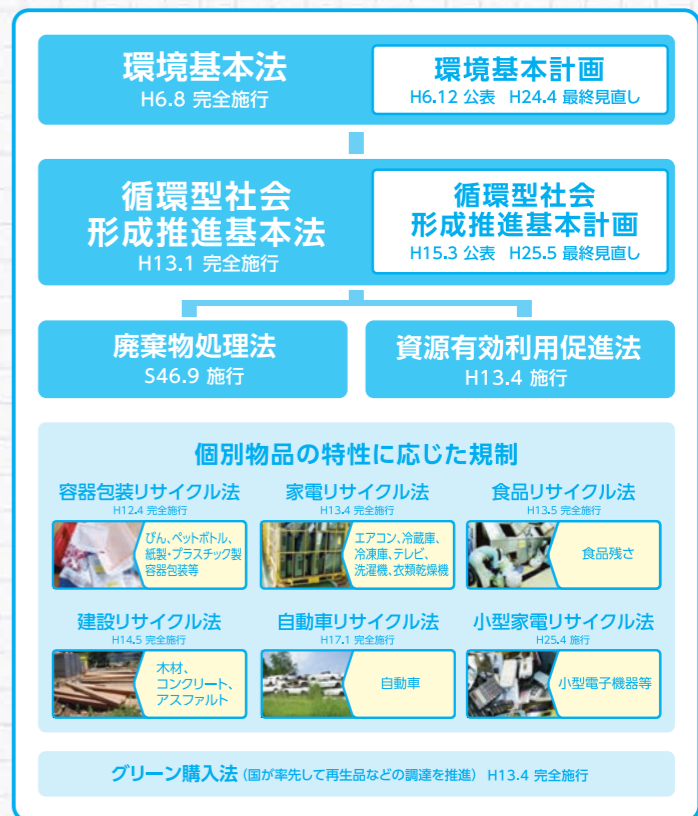 環境基本法
H6.8 完全施行
環境基本計画
H6.12 公表 H24.4 最終見直し
循環型社会
形成推進基本法
H13.1 完全施行
循環型社会
形成推進基本計画
H15.3 公表 H25.5 最終見直し
廃棄物処理法
S46.9 施行
資源有効利用促進法
H13.4 施行
個別物品の特性に応じた規制
容器包装リサイクル法
H12.4 完全施行
びん、ペットボトル、
紙製・プラスチック製
容器包装等
家電リサイクル法
H13.4 完全施行
エアコン、冷蔵庫、
冷凍庫、テレビ、
洗濯機、衣類乾燥機
食品リサイクル法
H13.5 完全施行
食品残さ
建設リサイクル法
H14.5 完全施行
木材、
コンクリート、
アスファルト
自動車リサイクル法
H17.1 完全施行
自動車
小型家電リサイクル法
H25.4 施行
小型電子機器等
グリーン購入法(国が率先して再生品などの調達を推進) H13.4 完全施行